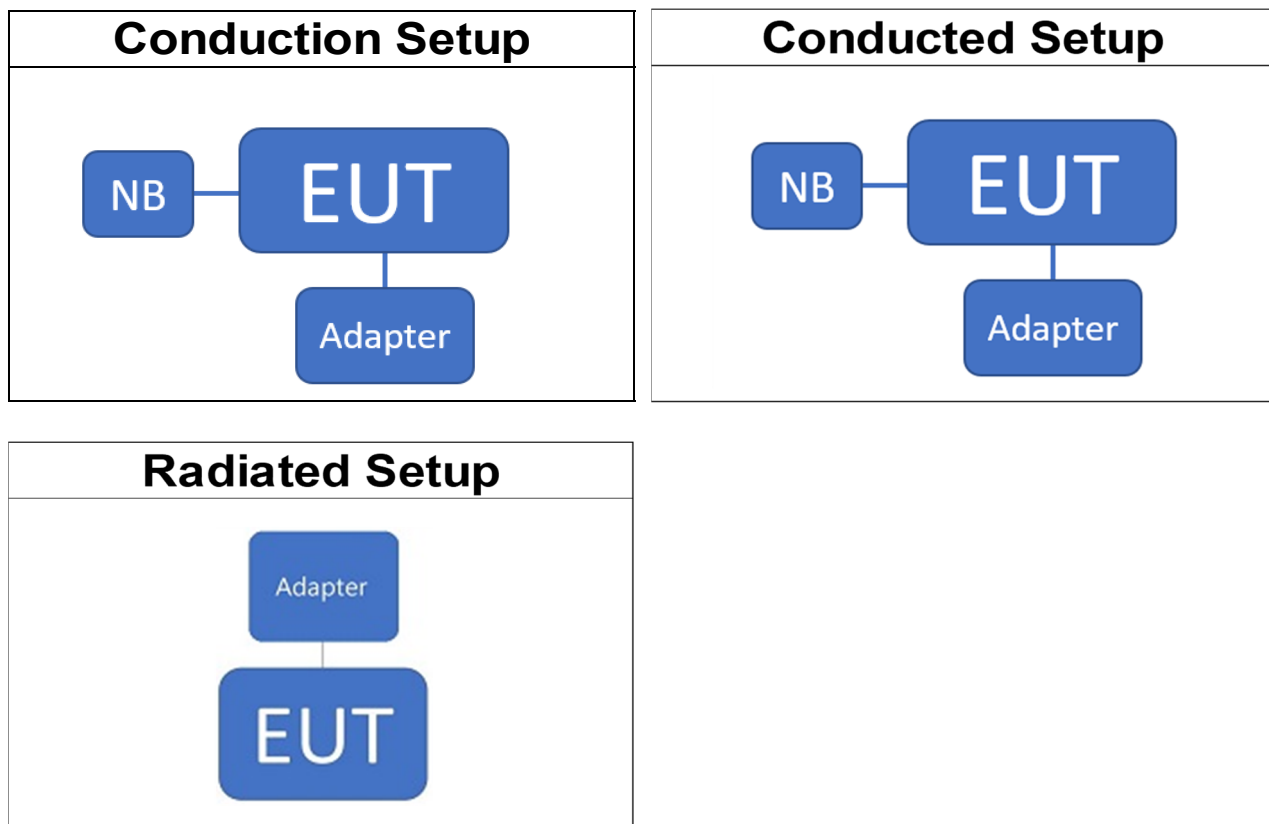 Conduction Setup
NB
EUT
Adapter
Conducted Setup
NB
EUT
Adapter
Radiated Setup
Adapter
EUT